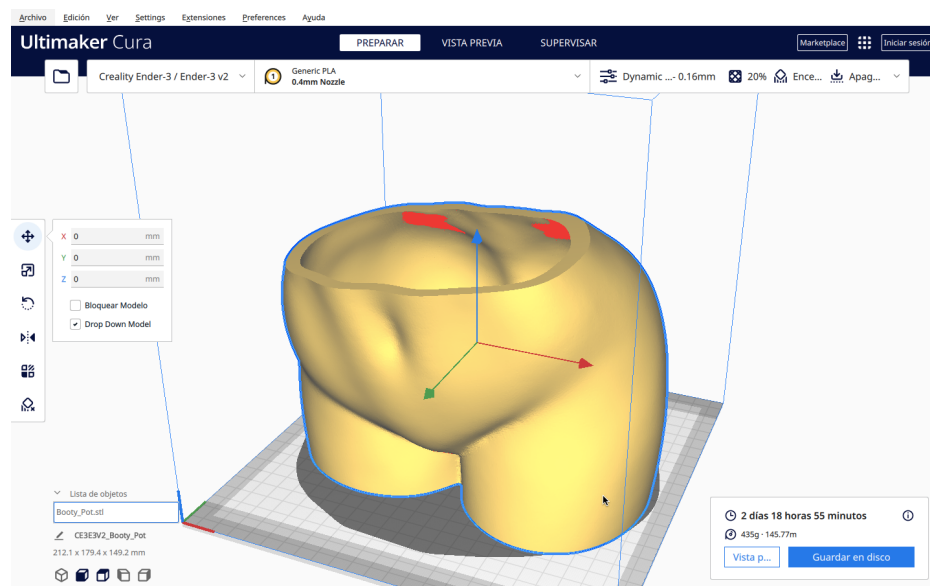 Archivo Edición Ver Settings Extensiones Preferences Ayuda
Ultimaker Cura PREPARAR VISTA PREVIA SUPERVISAR Marketplace Iniciar sesión
Creality Ender-3 / Ender-3 v2
1
Generic PLA
0.4mm Nozzle
Dynamic ...- 0.16mm 20% Ence... Apag...
X 0 mm
Y 0 mm
Z 0 mm
Bloquear Modelo
Drop Down Model
Lista de objetos
Booty_Pot.stl
CE3E3V2_Booty_Pot
212.1 x 179.4 x 149.2 mm
2 días 18 horas 55 minutos
435g · 145.77m
Vista p... Guardar en disco